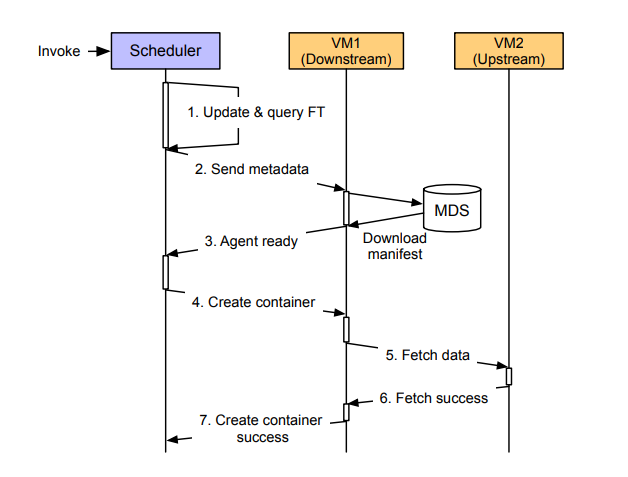 Invoke
Scheduler
VM1
(Downstream)
VM2
(Upstream)
1. Update & query FT
2. Send metadata
MDS
Download
manifest
3. Agent ready
4. Create container
5. Fetch data
6. Fetch success
7. Create container
success